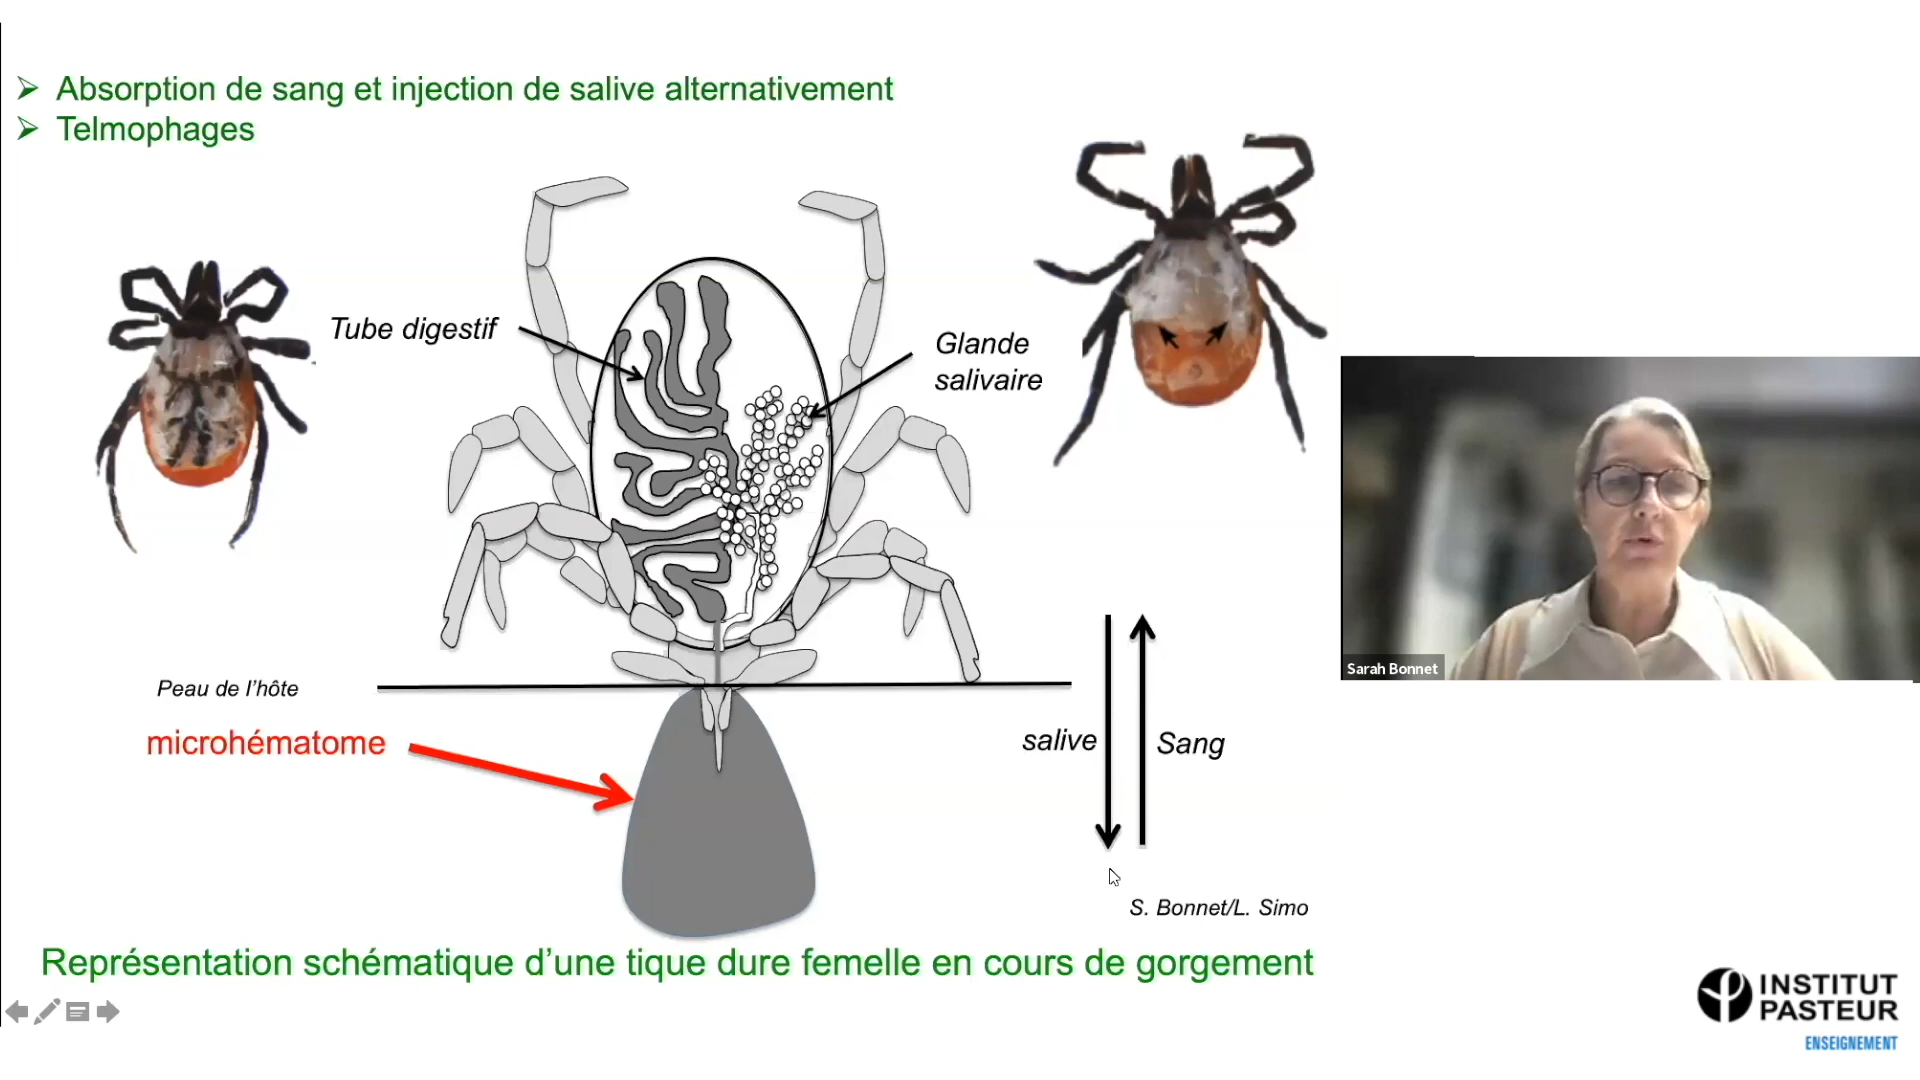 Absorption de sang et injection de salive alternativement
Telmophages
Tube digestif
Glande
salivaire
Peau de l'hôte
microhématome
salive
Sang
S. Bonnet/L. Simo
Représentation schématique d'une tique dure femelle en cours de gorgement
Sarah Bonnet
INSTITUT
PASTEUR
ENSEIGNEMENT